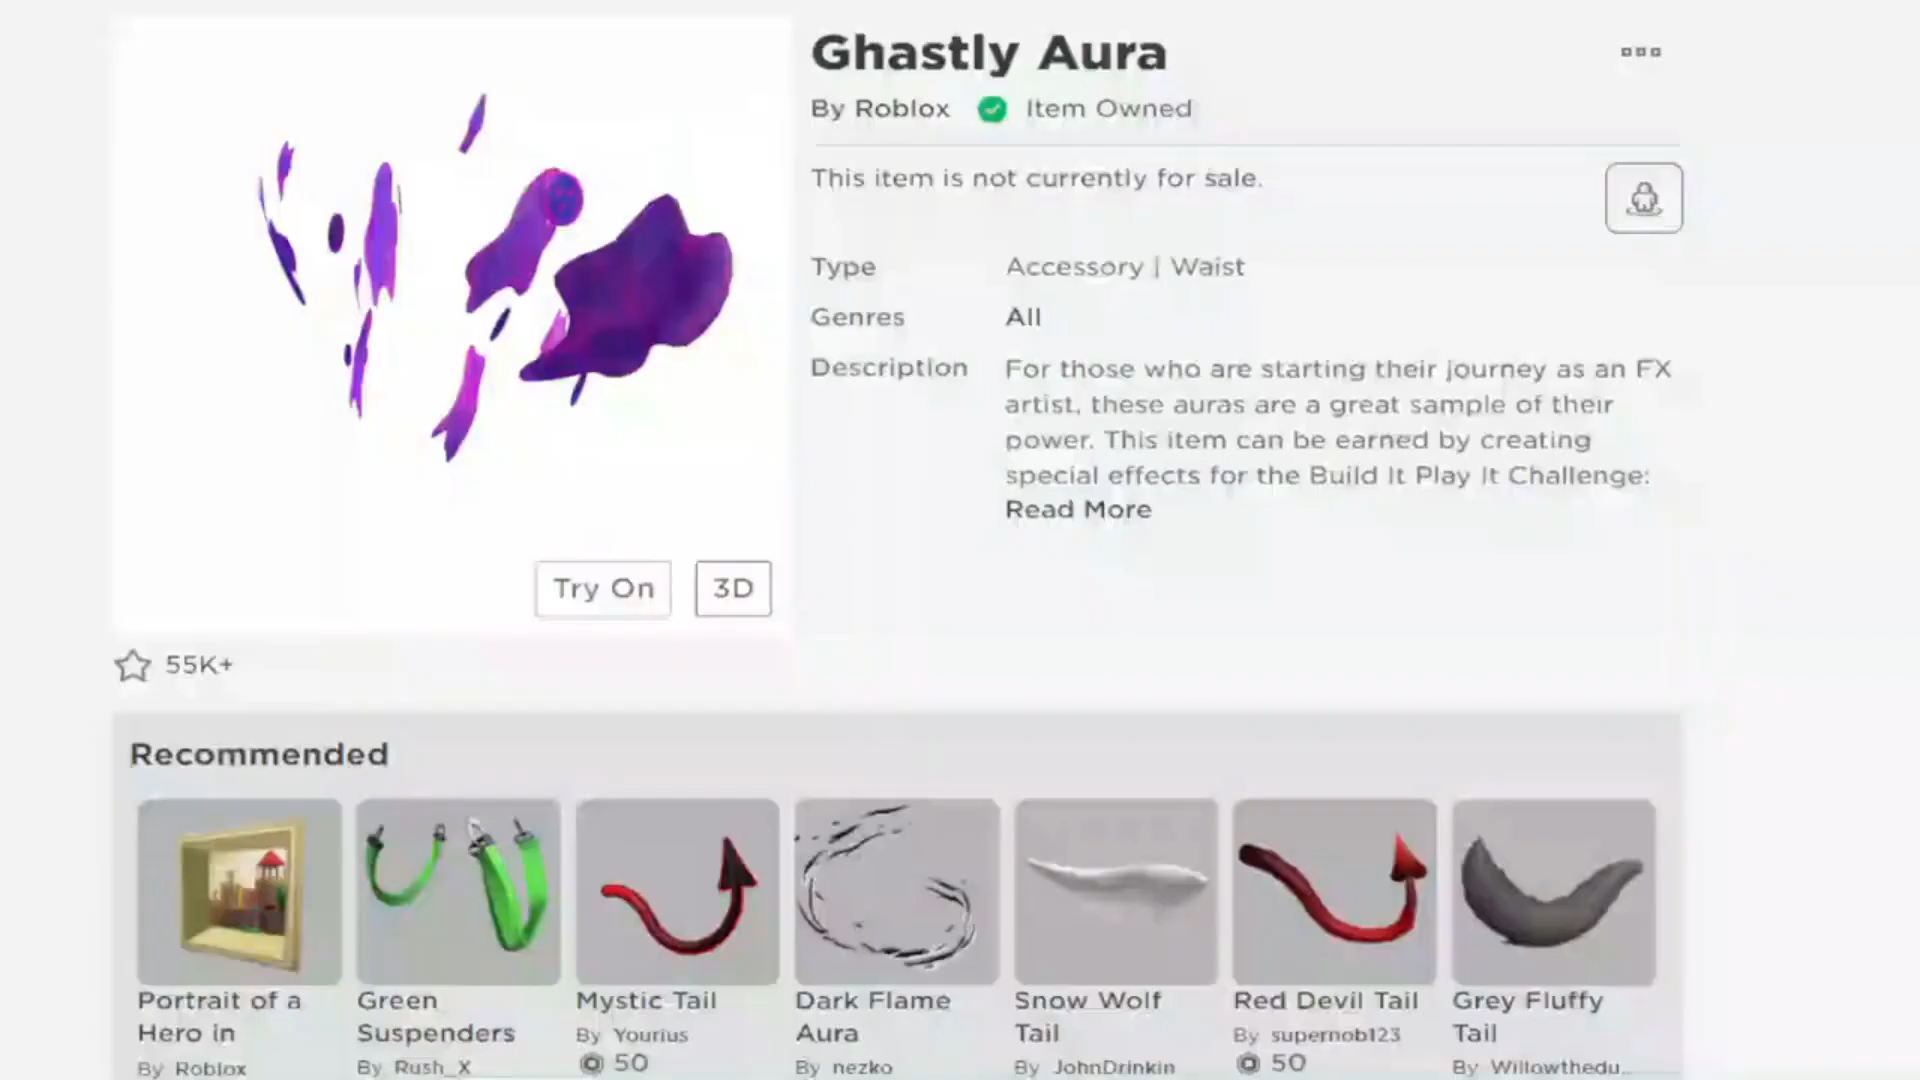 Ghastly Aura
By Roblox Item Owned
This item is not currently for sale.
Type Accessory | Waist
Genres All
Description For those who are starting their journey as an FX
artist, these auras are a great sample of their
power. This item can be earned by creating
special effects for the Build It Play It Challenge:
Read More
Try On 3D
55K+
Recommended
Portrait of a
Hero in
By Roblox
Green
Suspenders
By Rush_X
Mystic Tail
By Yourius
50
Dark Flame
Aura
By nezko
Snow Wolf
Tail
By JohnDrinkin
Red Devil Tail
By supernob123
50
Grey Fluffy
Tail
By Willowthedu...